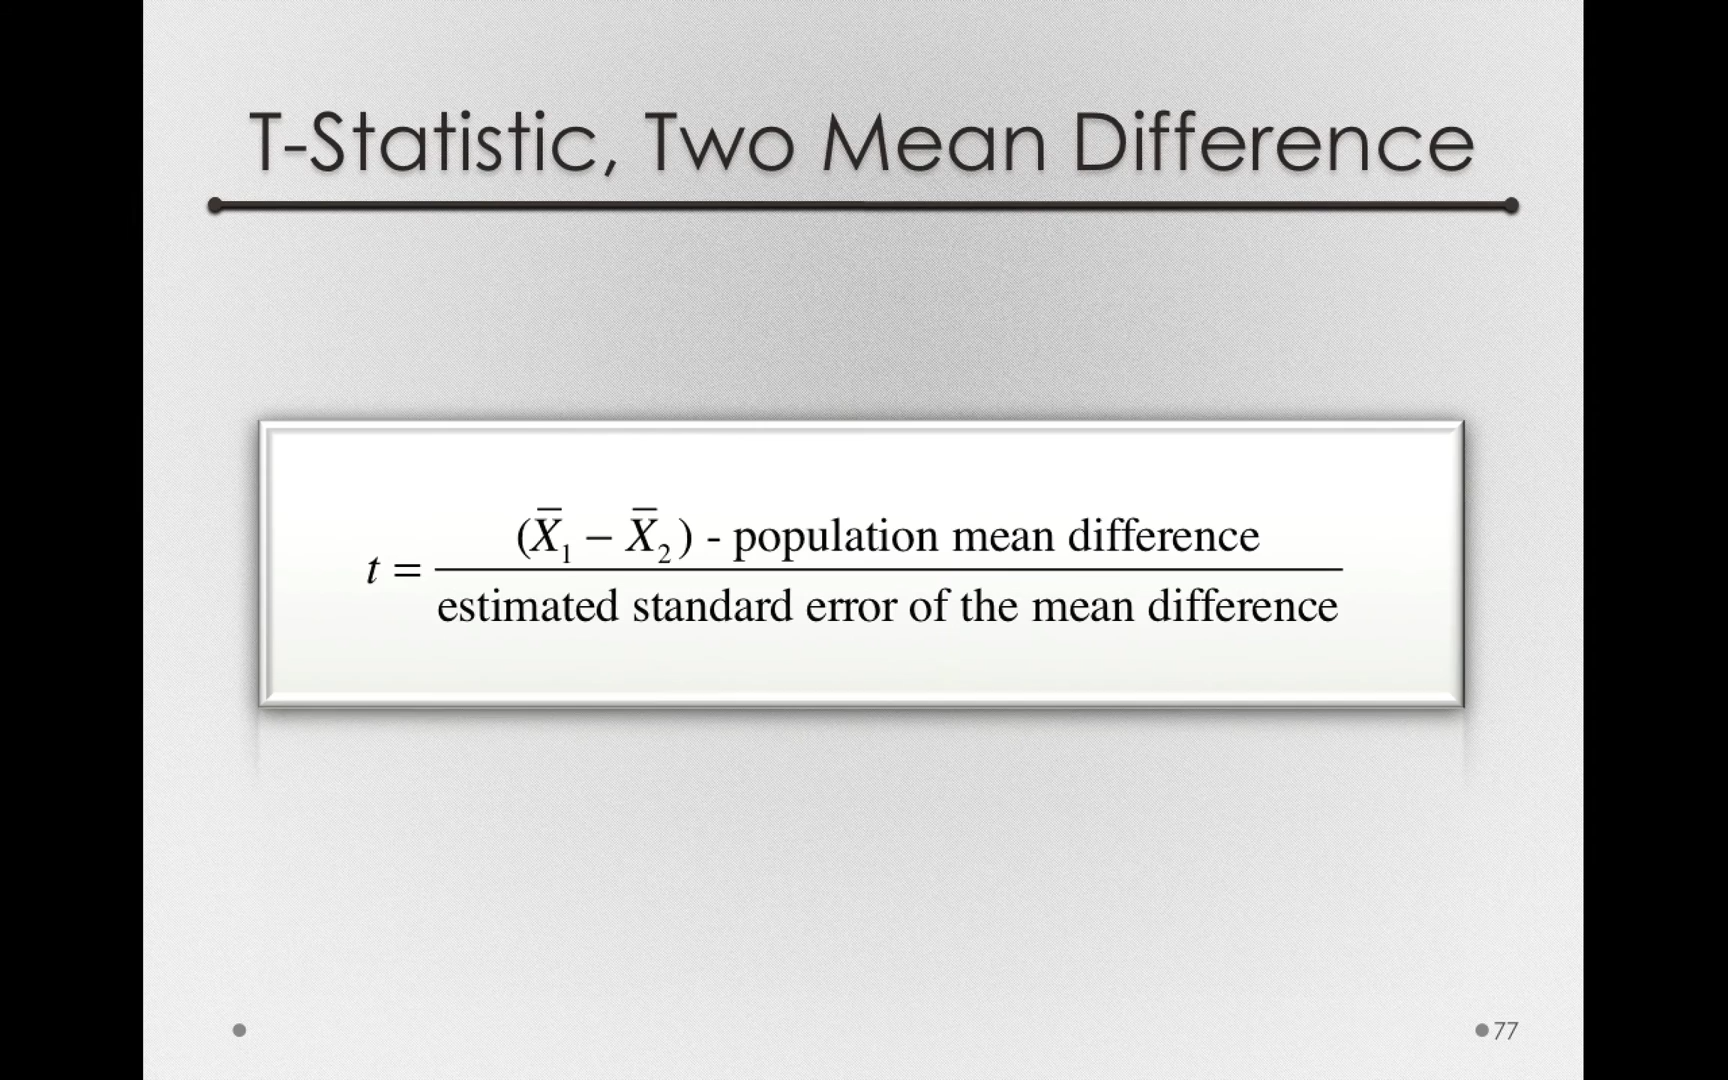 T-Statistic, Two Mean Difference
t = (X̄₁ − X̄₂) - population mean difference
estimated standard error of the mean difference
77